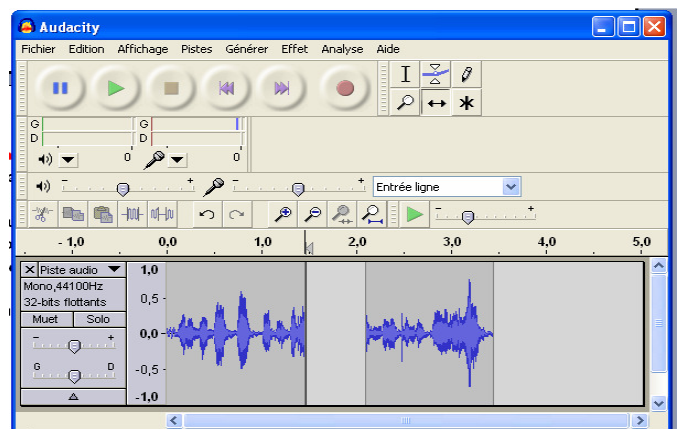 Audacity
Fichier Edition Affichage Pistes Générer Effet Analyse Aide
G G
D D
0 0
- + - + Entrée ligne
- +
- 1,0 0,0 1,0 2,0 3,0 4,0 5,0
Piste audio 1,0
Mono,44100Hz
32-bits flottants 0,5
Muet Solo
- + 0,0
G D -0,5
-1,0